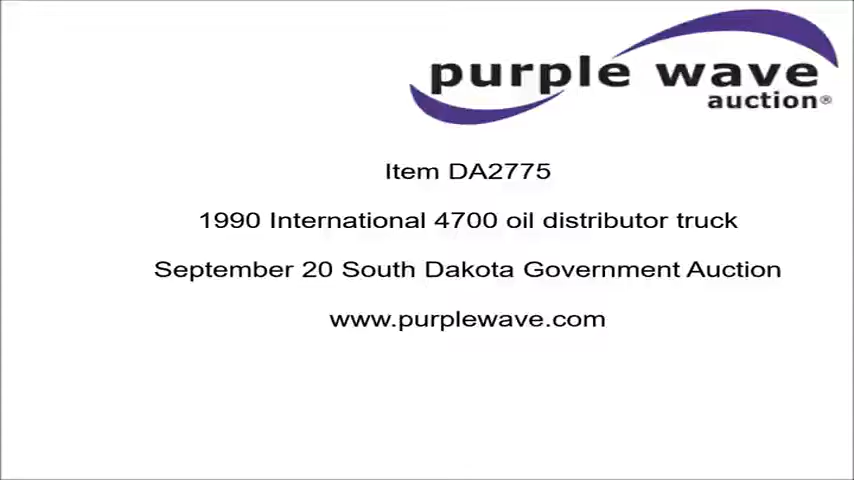 purple wave
auction®
Item DA2775
1990 International 4700 oil distributor truck
September 20 South Dakota Government Auction
www.purplewave.com